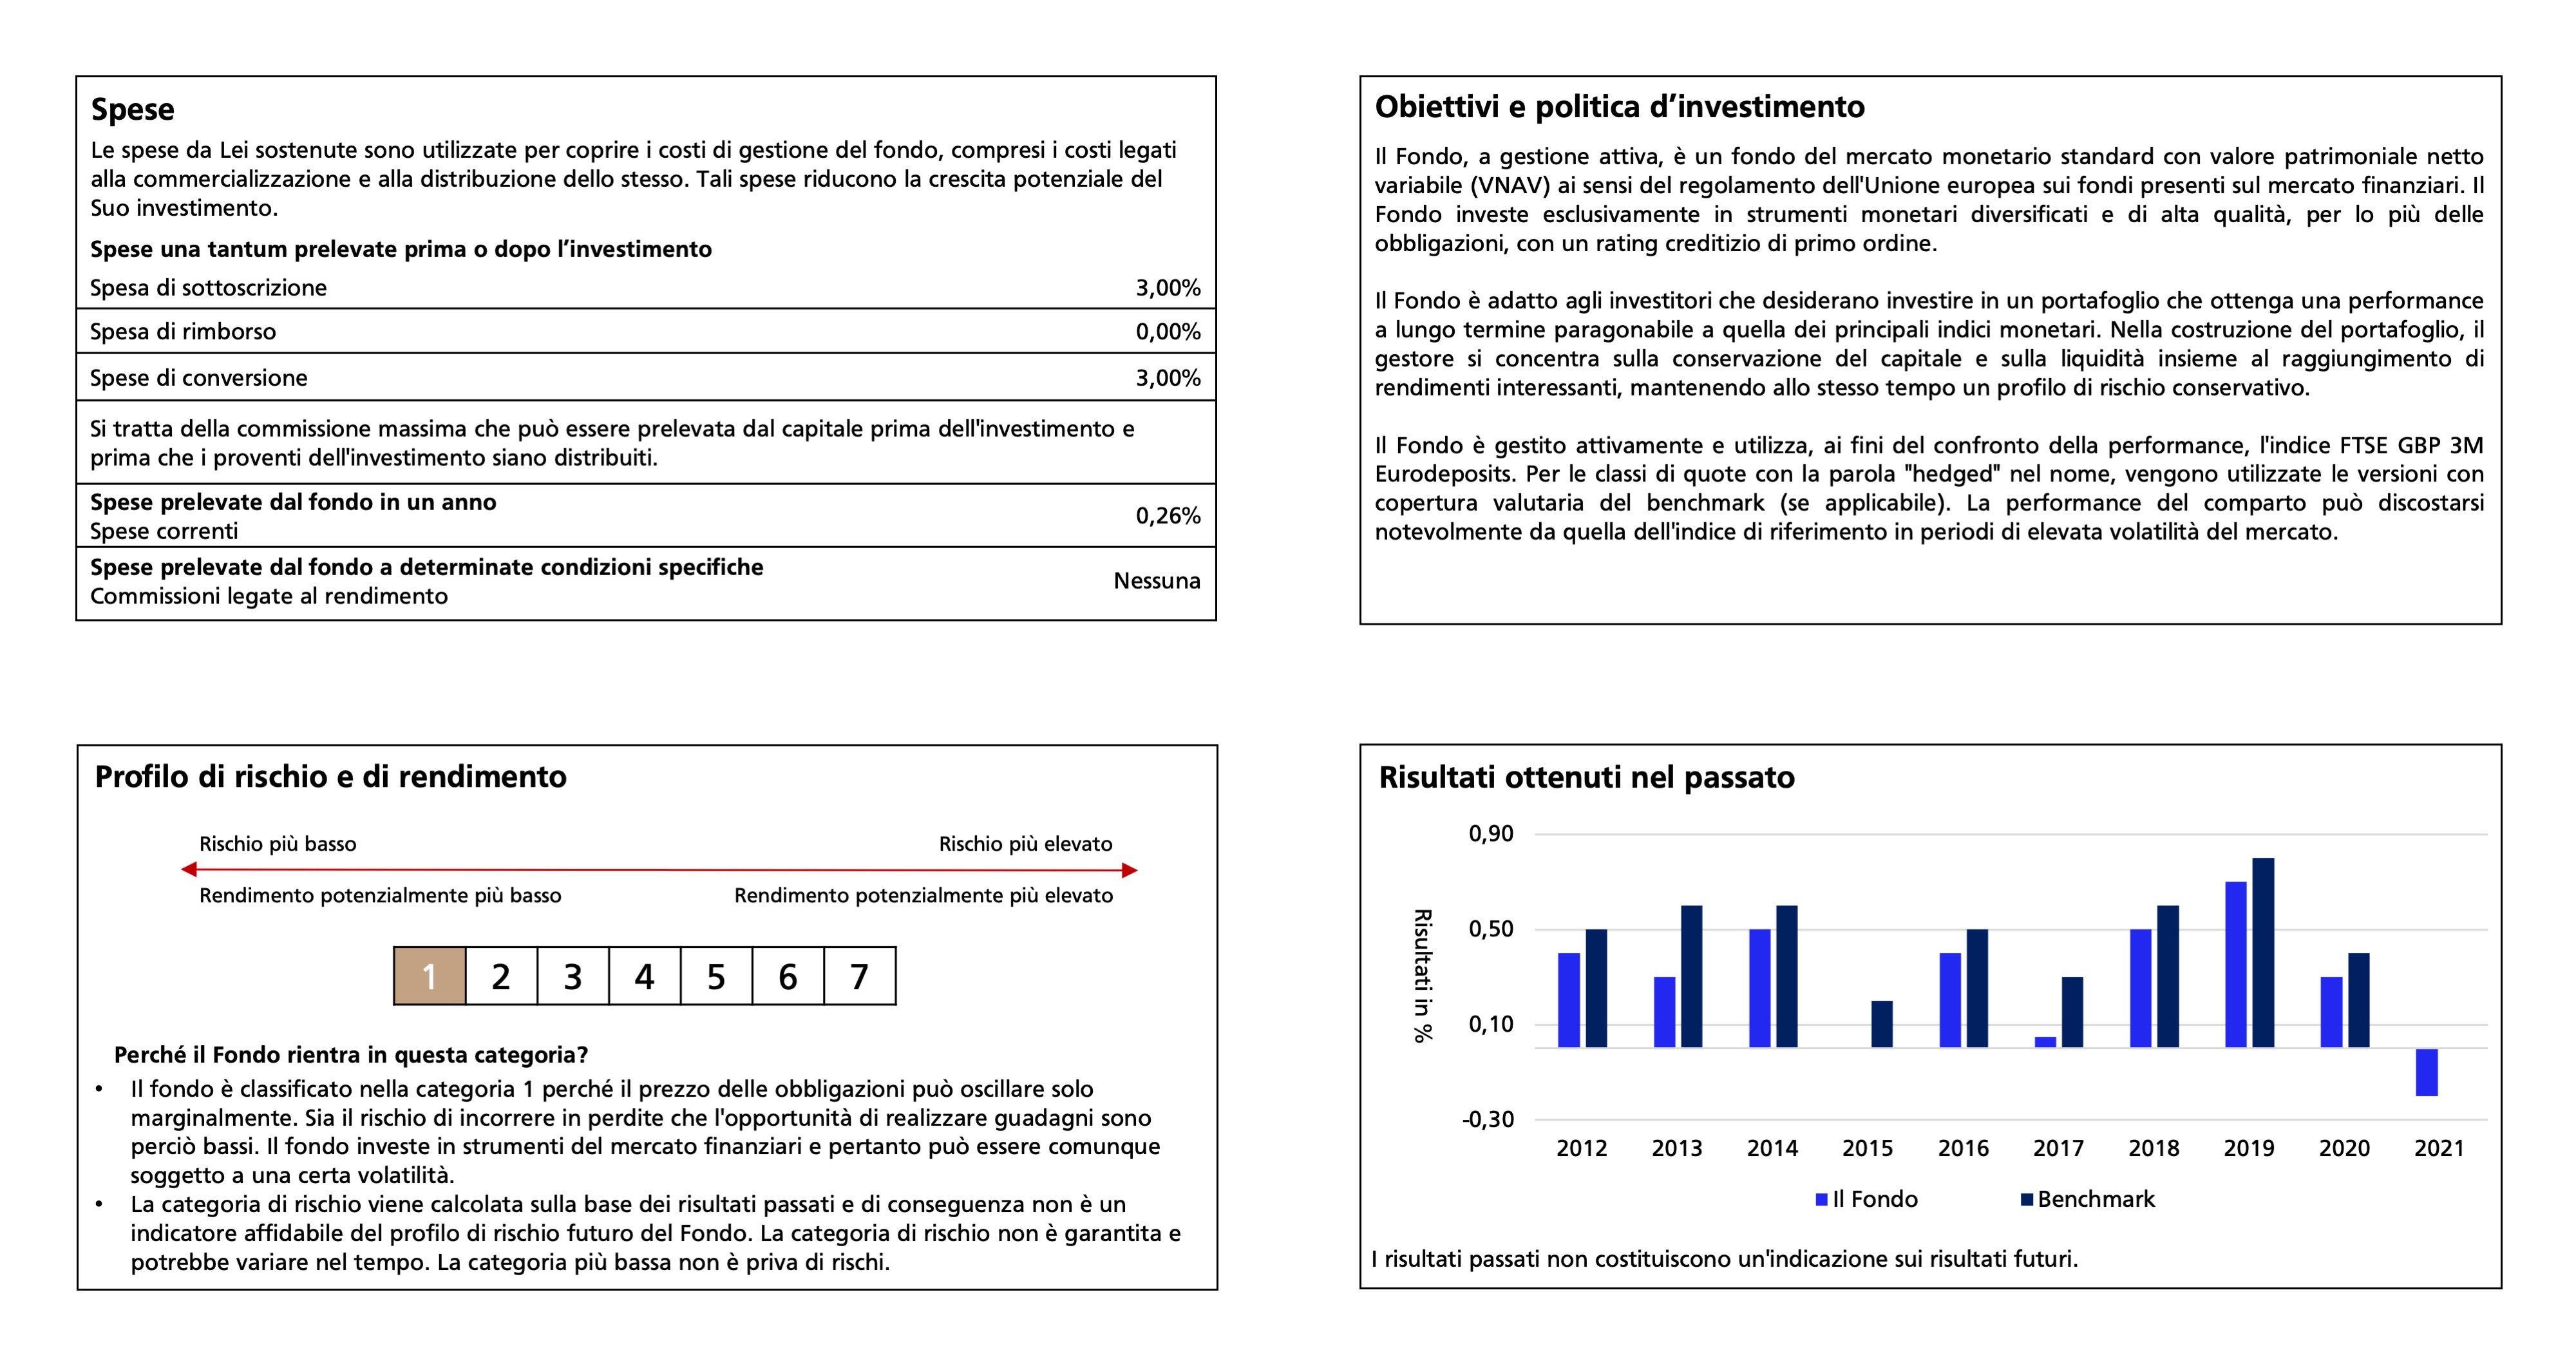 Spese
Le spese da Lei sostenute sono utilizzate per coprire i costi di gestione del fondo, compresi i costi legati
alla commercializzazione e alla distribuzione dello stesso. Tali spese riducono la crescita potenziale del
Suo investimento.
Spese una tantum prelevate prima o dopo l’investimento
Spesa di sottoscrizione 3,00%
Spesa di rimborso 0,00%
Spese di conversione 3,00%
Si tratta della commissione massima che può essere prelevata dal capitale prima dell'investimento e
prima che i proventi dell'investimento siano distribuiti.
Spese prelevate dal fondo in un anno
Spese correnti 0,26%
Spese prelevate dal fondo a determinate condizioni specifiche
Commissioni legate al rendimento Nessuna
Obiettivi e politica d’investimento
Il Fondo, a gestione attiva, è un fondo del mercato monetario standard con valore patrimoniale netto
variabile (VNAV) ai sensi del regolamento dell'Unione europea sui fondi presenti sul mercato finanziari. Il
Fondo investe esclusivamente in strumenti monetari diversificati e di alta qualità, per lo più delle
obbligazioni, con un rating creditizio di primo ordine.
Il Fondo è adatto agli investitori che desiderano investire in un portafoglio che ottenga una performance
a lungo termine paragonabile a quella dei principali indici monetari. Nella costruzione del portafoglio, il
gestore si concentra sulla conservazione del capitale e sulla liquidità insieme al raggiungimento di
rendimenti interessanti, mantenendo allo stesso tempo un profilo di rischio conservativo.
Il Fondo è gestito attivamente e utilizza, ai fini del confronto della performance, l'indice FTSE GBP 3M
Eurodeposits. Per le classi di quote con la parola "hedged" nel nome, vengono utilizzate le versioni con
copertura valutaria del benchmark (se applicabile). La performance del comparto può discostarsi
notevolmente da quella dell'indice di riferimento in periodi di elevata volatilità del mercato.
Profilo di rischio e di rendimento
Rischio più basso Rischio più elevato
Rendimento potenzialmente più basso Rendimento potenzialmente più elevato
1 2 3 4 5 6 7
Perché il Fondo rientra in questa categoria?
• Il fondo è classificato nella categoria 1 perché il prezzo delle obbligazioni può oscillare solo
marginalmente. Sia il rischio di incorrere in perdite che l'opportunità di realizzare guadagni sono
perciò bassi. Il fondo investe in strumenti del mercato finanziari e pertanto può essere comunque
soggetto a una certa volatilità.
• La categoria di rischio viene calcolata sulla base dei risultati passati e di conseguenza non è un
indicatore affidabile del profilo di rischio futuro del Fondo. La categoria di rischio non è garantita e
potrebbe variare nel tempo. La categoria più bassa non è priva di rischi.
Risultati ottenuti nel passato
Risultati in %
0,90
0,50
0,10
-0,30
2012 2013 2014 2015 2016 2017 2018 2019 2020 2021
Il Fondo Benchmark
I risultati passati non costituiscono un'indicazione sui risultati futuri.